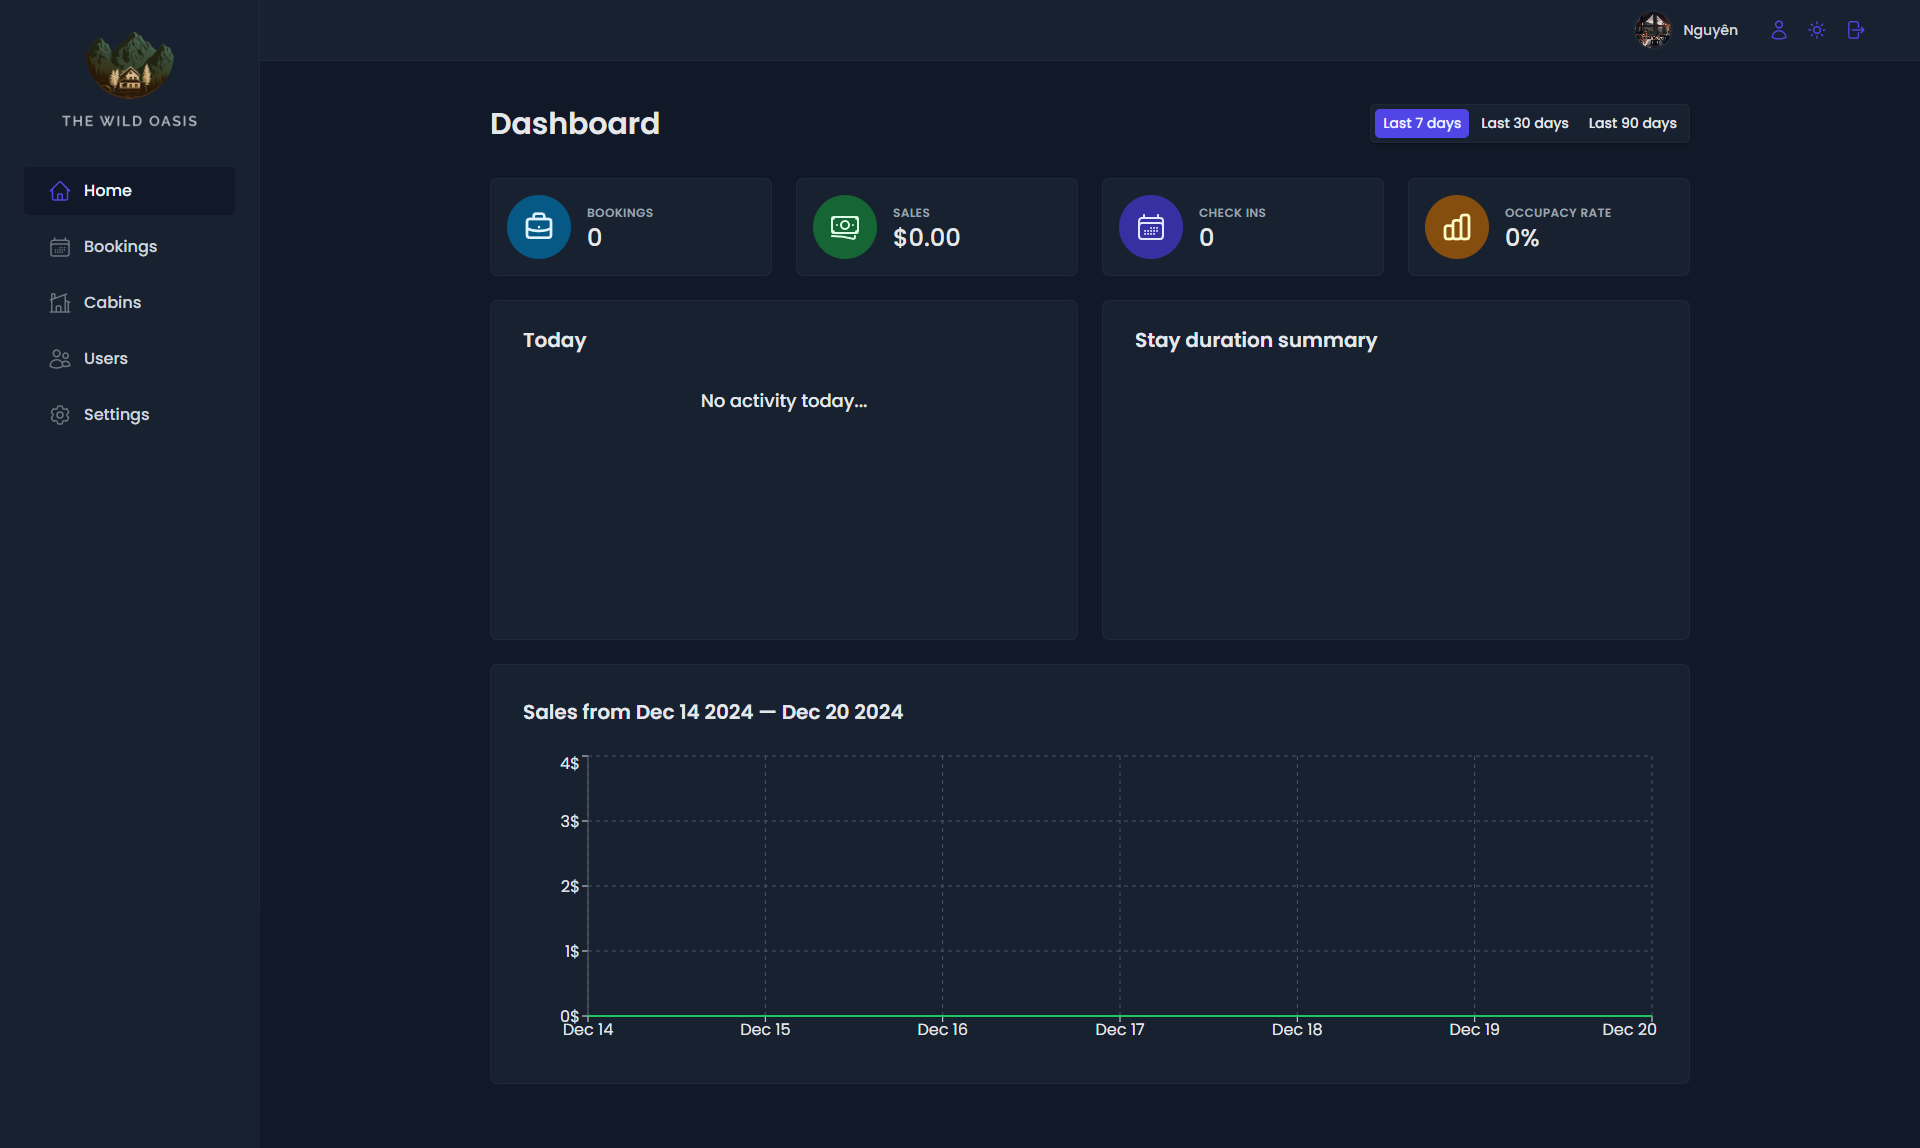 THE WILD OASIS
Nguyên
Home
Bookings
Cabins
Users
Settings
Dashboard
Last 7 days
Last 30 days
Last 90 days
BOOKINGS
0
SALES
$0.00
CHECK INS
0
OCCUPACY RATE
0%
Today
No activity today...
Stay duration summary
Sales from Dec 14 2024 — Dec 20 2024
4$
3$
2$
1$
0$
Dec 14
Dec 15
Dec 16
Dec 17
Dec 18
Dec 19
Dec 20